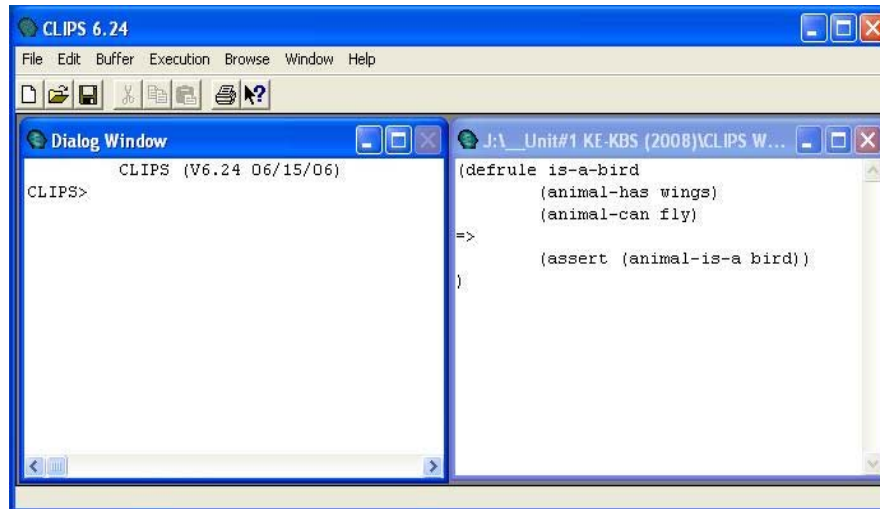 CLIPS 6.24
File Edit Buffer Execution Browse Window Help
Dialog Window
CLIPS (V6.24 06/15/06)
CLIPS>
J:\__Unit#1 KE-KBS (2008)\CLIPS W...
(defrule is-a-bird
(animal-has wings)
(animal-can fly)
=>
(assert (animal-is-a bird))
)